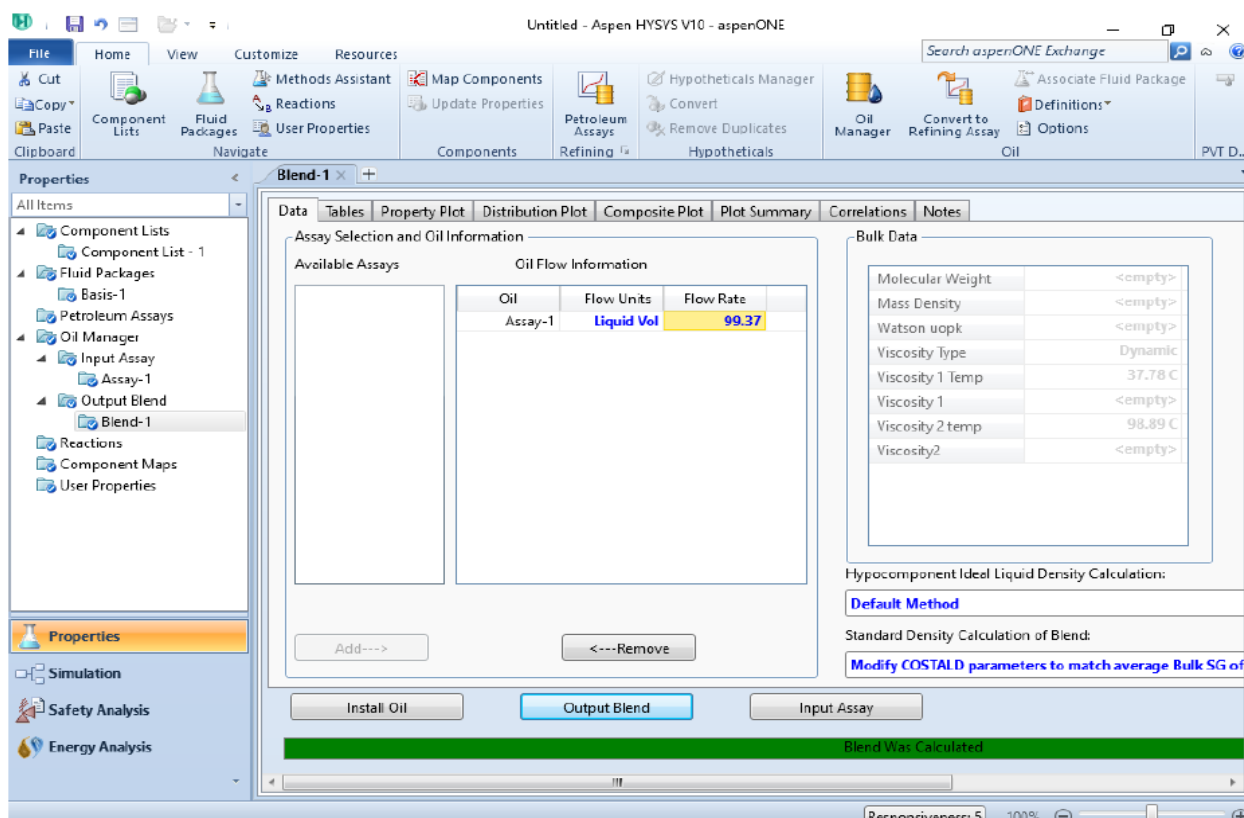 Untitled - Aspen HYSYS V10 - aspenONE
File Home View Customize Resources Search aspenONE Exchange
Cut
Copy
Paste
Clipboard
Component Lists
Fluid Packages
Methods Assistant
Reactions
User Properties
Navigate
Map Components
Update Properties
Components
Petroleum Assays
Refining
Hypotheticals Manager
Convert
Remove Duplicates
Hypotheticals
Oil Manager
Convert to Refining Assay
Associate Fluid Package
Definitions
Options
Oil
PVT D..
Properties <
All Items
Component Lists
Component List - 1
Fluid Packages
Basis-1
Petroleum Assays
Oil Manager
Input Assay
Assay-1
Output Blend
Blend-1
Reactions
Component Maps
User Properties
Properties
Simulation
Safety Analysis
Energy Analysis
Blend-1 × +
Data Tables Property Plot Distribution Plot Composite Plot Plot Summary Correlations Notes
Assay Selection and Oil Information
Available Assays Oil Flow Information
Oil Flow Units Flow Rate
Assay-1 Liquid Vol 99.37
Add---> <---Remove
Bulk Data
Molecular Weight <empty>
Mass Density <empty>
Watson uopk <empty>
Viscosity Type Dynamic
Viscosity 1 Temp 37.78 C
Viscosity 1 <empty>
Viscosity 2 temp 98.89 C
Viscosity2 <empty>
Hypocomponent Ideal Liquid Density Calculation:
Default Method
Standard Density Calculation of Blend:
Modify COSTALD parameters to match average Bulk SG of
Install Oil Output Blend Input Assay
Blend Was Calculated
Responsiveness: 5 100%